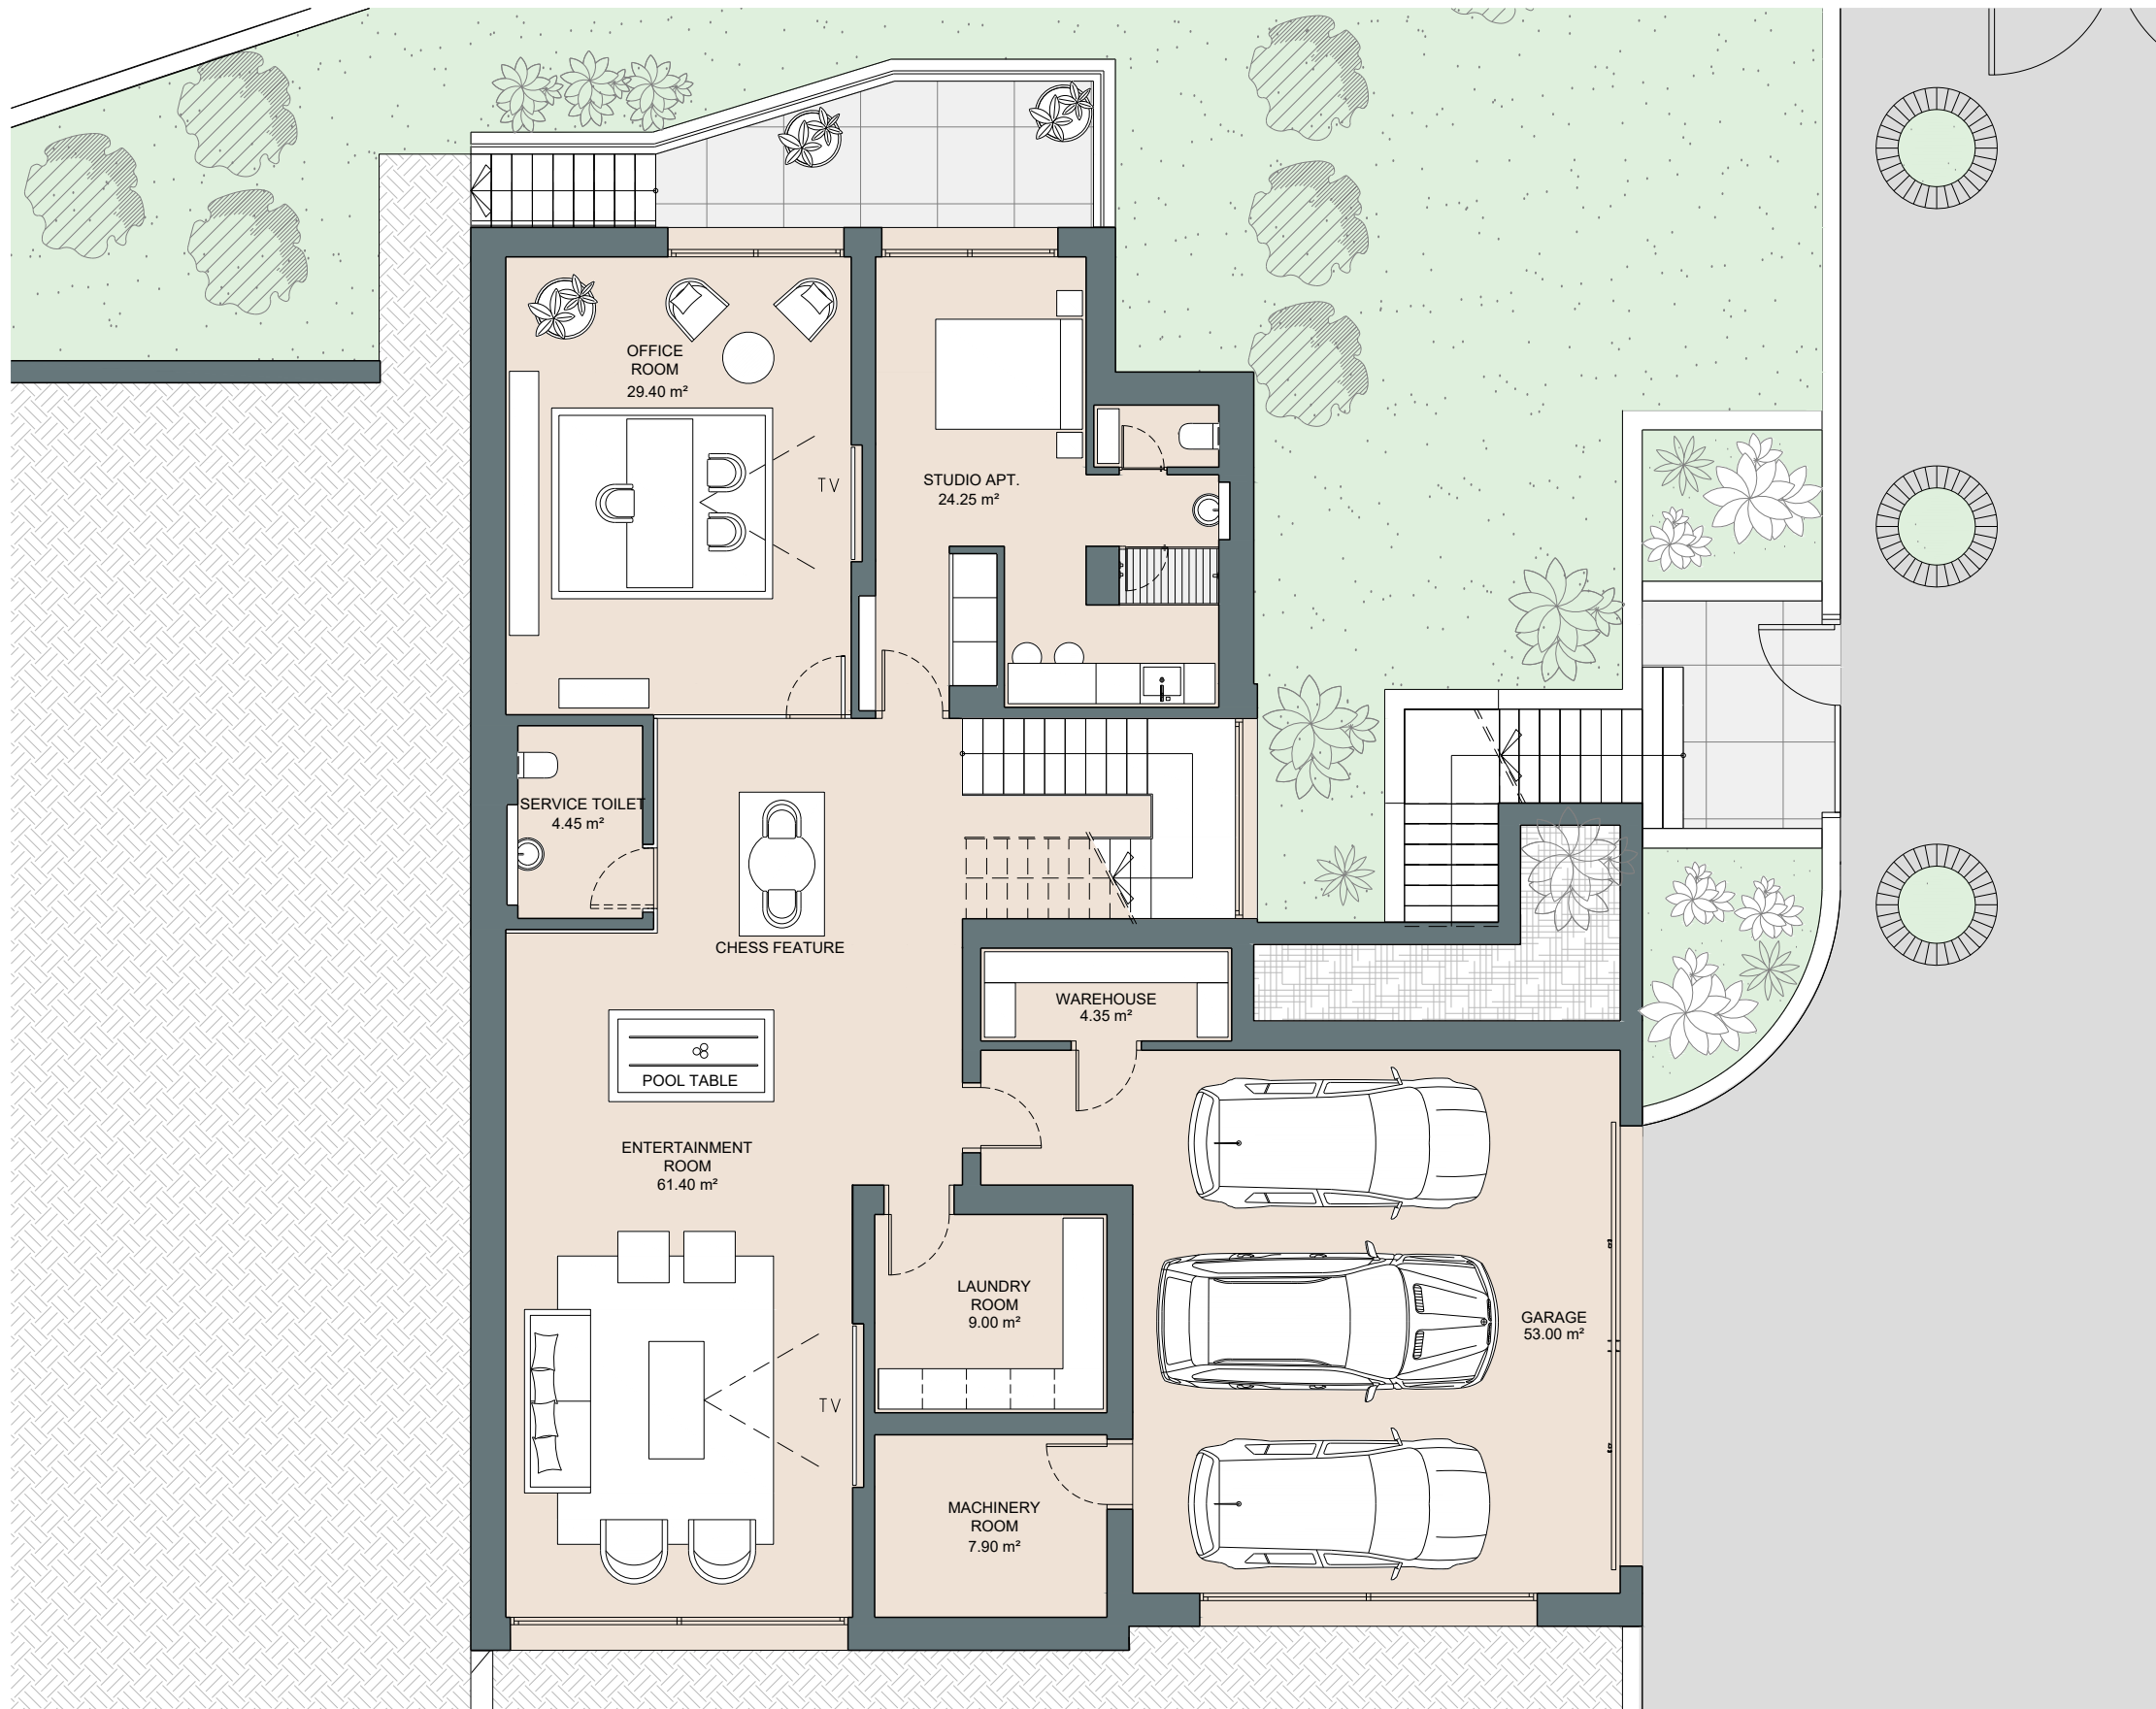 OFFICE
ROOM
29.40 m²
TV
STUDIO APT.
24.25 m²
SERVICE TOILET
4.45 m²
CHESS FEATURE
WAREHOUSE
4.35 m²
POOL TABLE
ENTERTAINMENT
ROOM
61.40 m²
LAUNDRY
ROOM
9.00 m²
GARAGE
53.00 m²
TV
MACHINERY
ROOM
7.90 m²